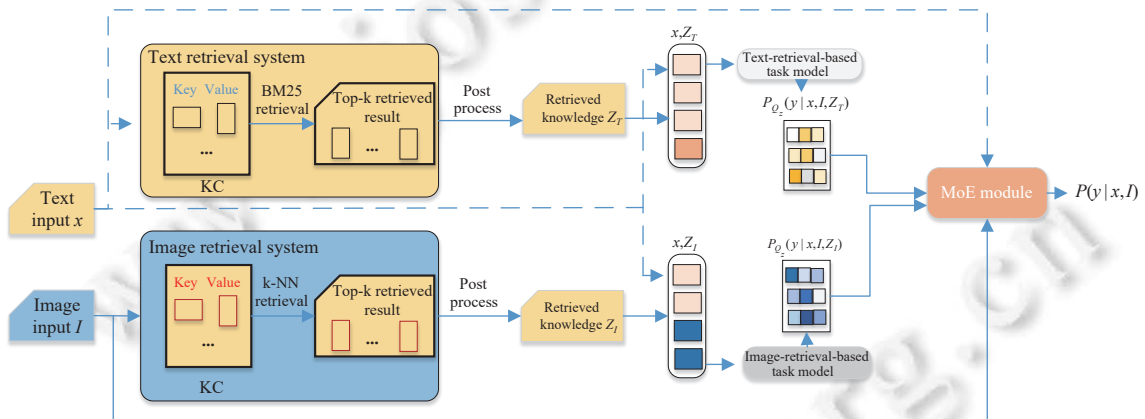 Text retrieval system
Key Value
...
KC
BM25
retrieval
Top-k retrieved
result
...
Post
process
Retrieved
knowledge Z_T
x,Z_T
Text-retrieval-based
task model
P_{Q_z}(y | x,I,Z_T)
MoE module
P(y | x,I)
Text
input x
Image retrieval system
Key Value
...
KC
k-NN
retrieval
Top-k retrieved
result
...
Post
process
Retrieved
knowledge Z_I
x,Z_I
P_{Q_z}(y | x,I,Z_I)
Image-retrieval-based
task model
Image
input I